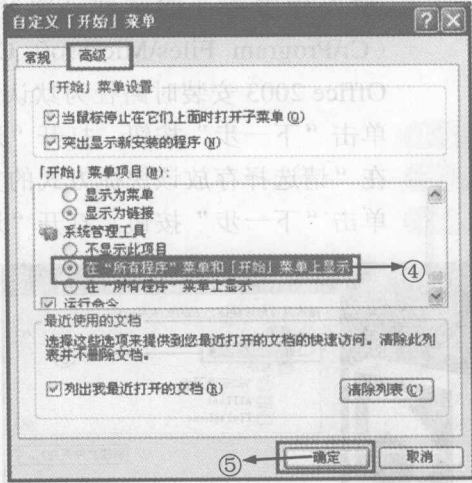 自定义「开始」菜单
常规 高级
「开始」菜单设置
当鼠标停止在它们上面时打开子菜单(O)
突出显示新安装的程序(N)
「开始」菜单项目(M):
显示为菜单
显示为链接
系统管理工具
不显示此项目
在“所有程序”菜单和「开始」菜单上显示 ④
在“所有程序”菜单上显示
运行命令
最近使用的文档
选择这些选项来提供到您最近打开的文档的快速访问。清除此列
表并不删除文档。
列出我最近打开的文档(R) 清除列表(C)
⑤ 确定 取消